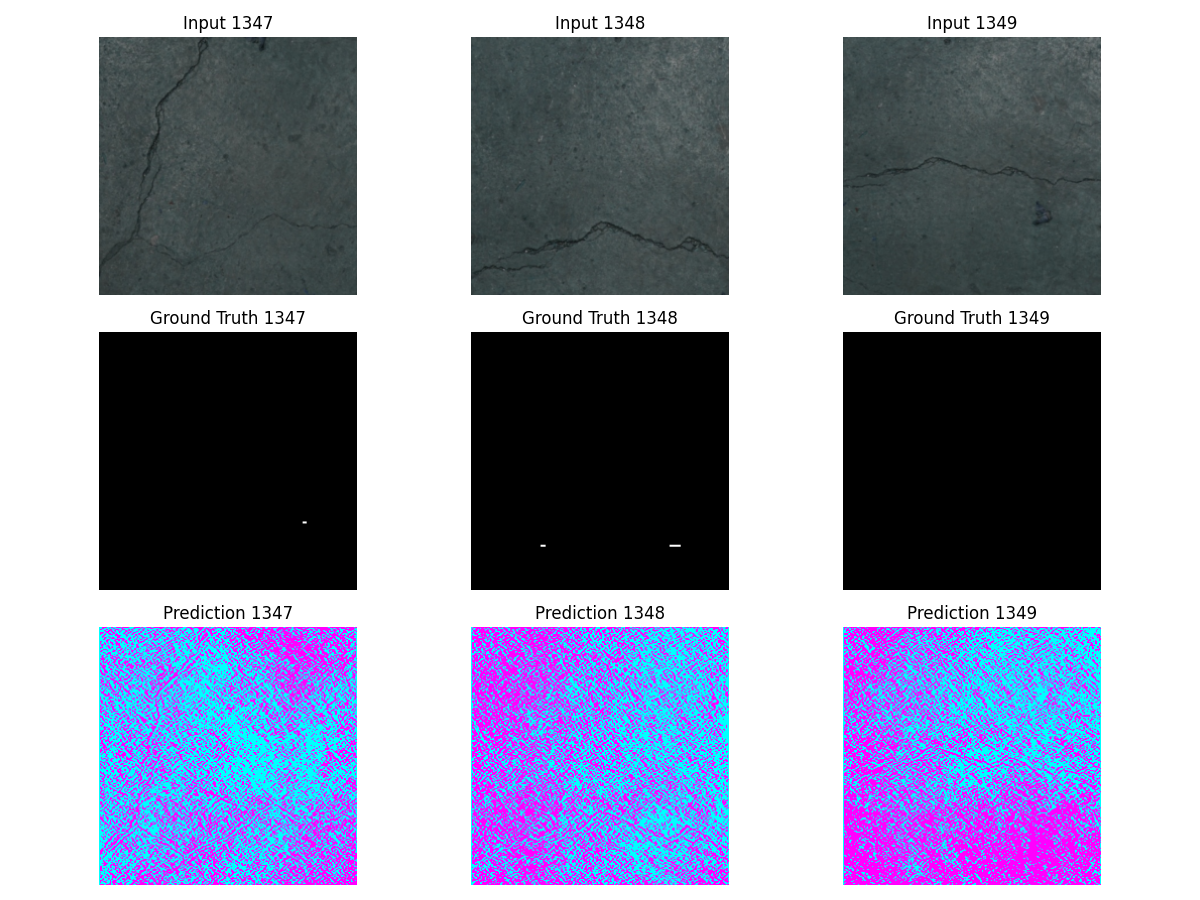 Input 1347
Input 1348
Input 1349
Ground Truth 1347
Ground Truth 1348
Ground Truth 1349
Prediction 1347
Prediction 1348
Prediction 1349